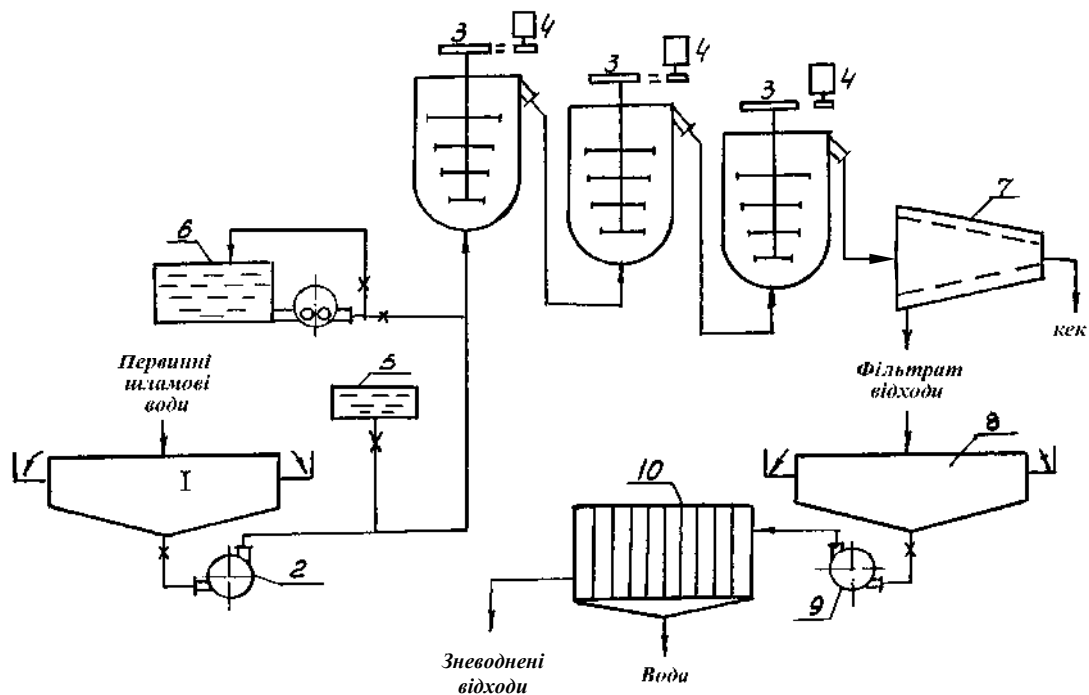 3
4
3
4
3
4
7
6
кек
Первинні
шламові
води
5
Фільтрат
відходи
8
I
10
2
9
Зневоднені
відходи
Вода